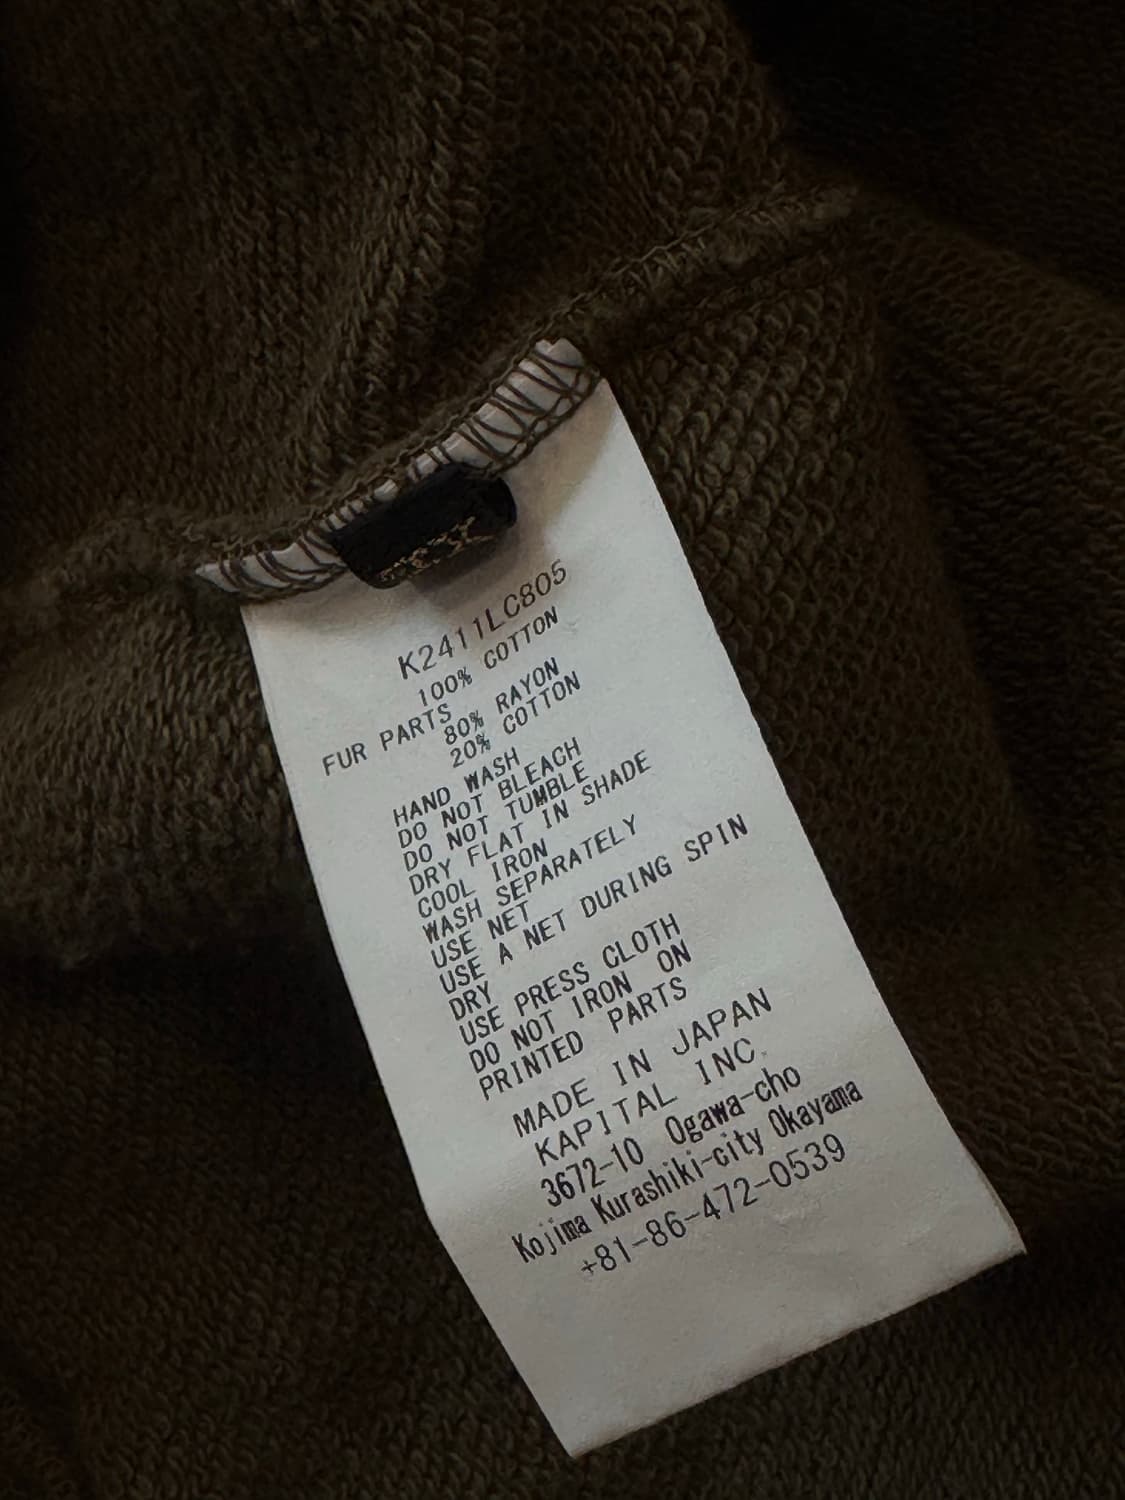 K2411LC805
100% COTTON
FUR PARTS
80% RAYON
20% COTTON
HAND WASH
DO NOT BLEACH
DO NOT TUMBLE
DRY FLAT IN SHADE
COOL IRON
WASH SEPARATELY
USE NET
USE A NET DURING SPIN
DRY
USE PRESS CLOTH
DO NOT IRON ON
PRINTED PARTS
MADE IN JAPAN
KAPITAL INC.
3672-10 Ogawa-cho
Kojima Kurashiki-city Okayama
+81-86-472-0539